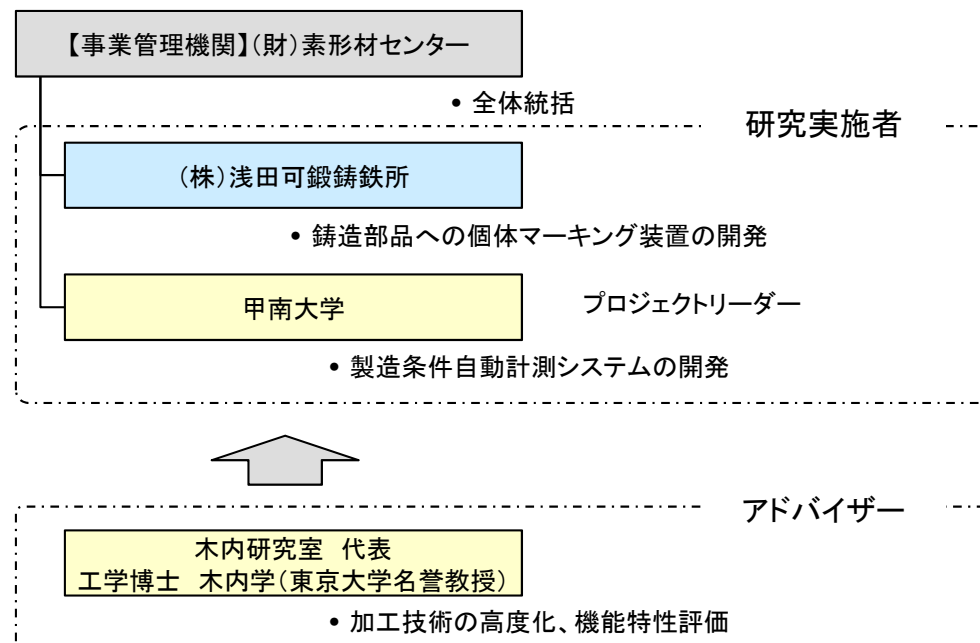 【事業管理機関】(財)素形材センター
• 全体統括
研究実施者
(株)浅田可鍛鋳鉄所
• 鋳造部品への個体マーキング装置の開発
甲南大学
プロジェクトリーダー
• 製造条件自動計測システムの開発
アドバイザー
木内研究室 代表
工学博士 木内学(東京大学名誉教授)
• 加工技術の高度化、機能特性評価